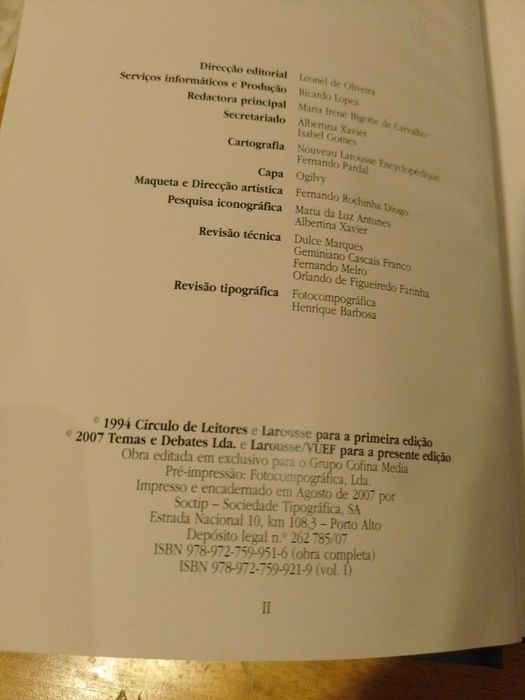 Direcção editorial Leonel de Oliveira
Serviços informáticos e Produção Ricardo Lopes
Redactora principal Maria Irene Bigotte de Carvalho
Secretariado Albertina Xavier
Isabel Gomes
Cartografia Nouveau Larousse Encyclopédique
Fernando Pardal
Capa Ogilvy
Maqueta e Direcção artística Fernando Rochinha Diogo
Pesquisa iconográfica Maria da Luz Antunes
Albertina Xavier
Revisão técnica Dulce Marques
Geminiano Cascais Franco
Fernando Melro
Orlando de Figueiredo Farinha
Revisão tipográfica Fotocompográfica
Henrique Barbosa
© 1994 Círculo de Leitores e Larousse para a primeira edição
© 2007 Temas e Debates Lda. e Larousse/VUEF para a presente edição
Obra editada em exclusivo para o Grupo Cofina Media
Pré-impressão: Fotocompográfica, Lda.
Impresso e encadernado em Agosto de 2007 por
Soctip – Sociedade Tipográfica, SA
Estrada Nacional 10, km 108,3 – Porto Alto
Depósito legal n.º 262 785/07
ISBN 978-972-759-951-6 (obra completa)
ISBN 978-972-759-921-9 (vol. I)
II